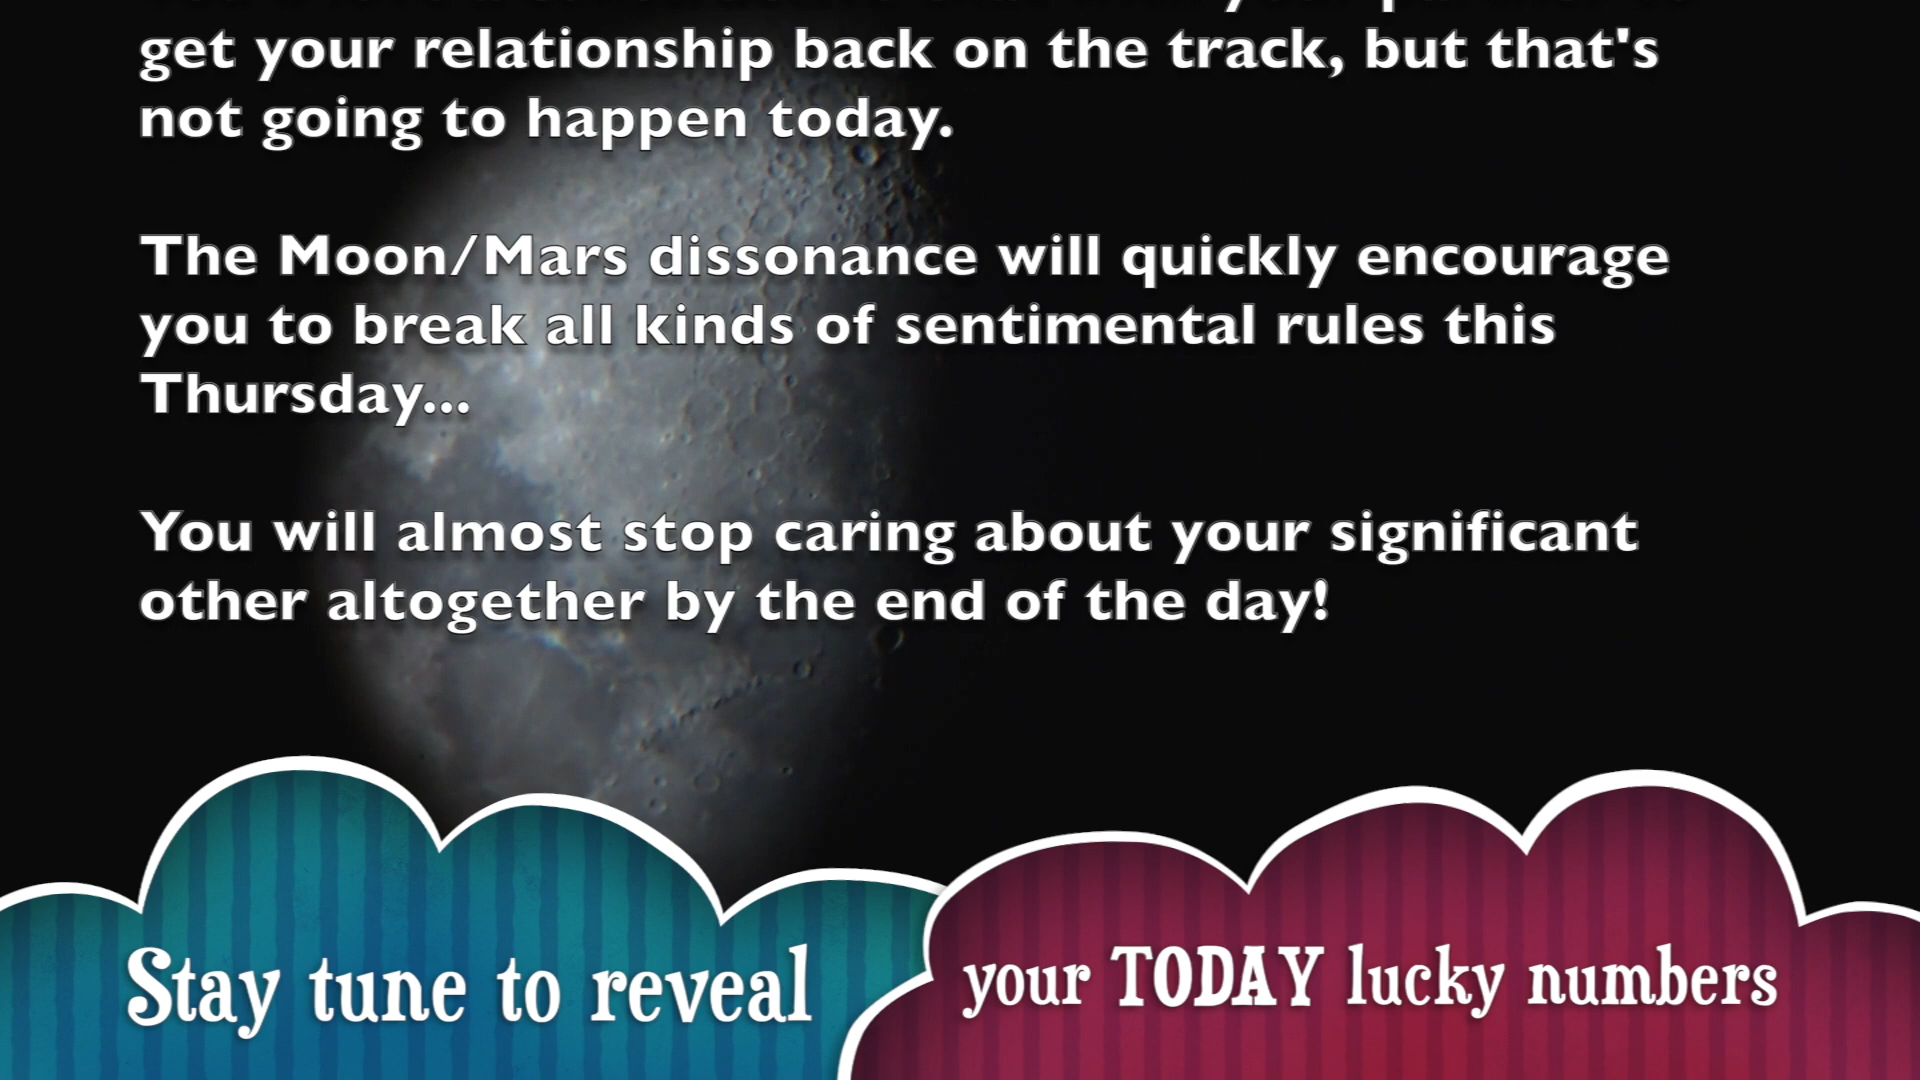 get your relationship back on the track, but that's
not going to happen today.
The Moon/Mars dissonance will quickly encourage
you to break all kinds of sentimental rules this
Thursday...
You will almost stop caring about your significant
other altogether by the end of the day!
Stay tune to reveal
your TODAY lucky numbers